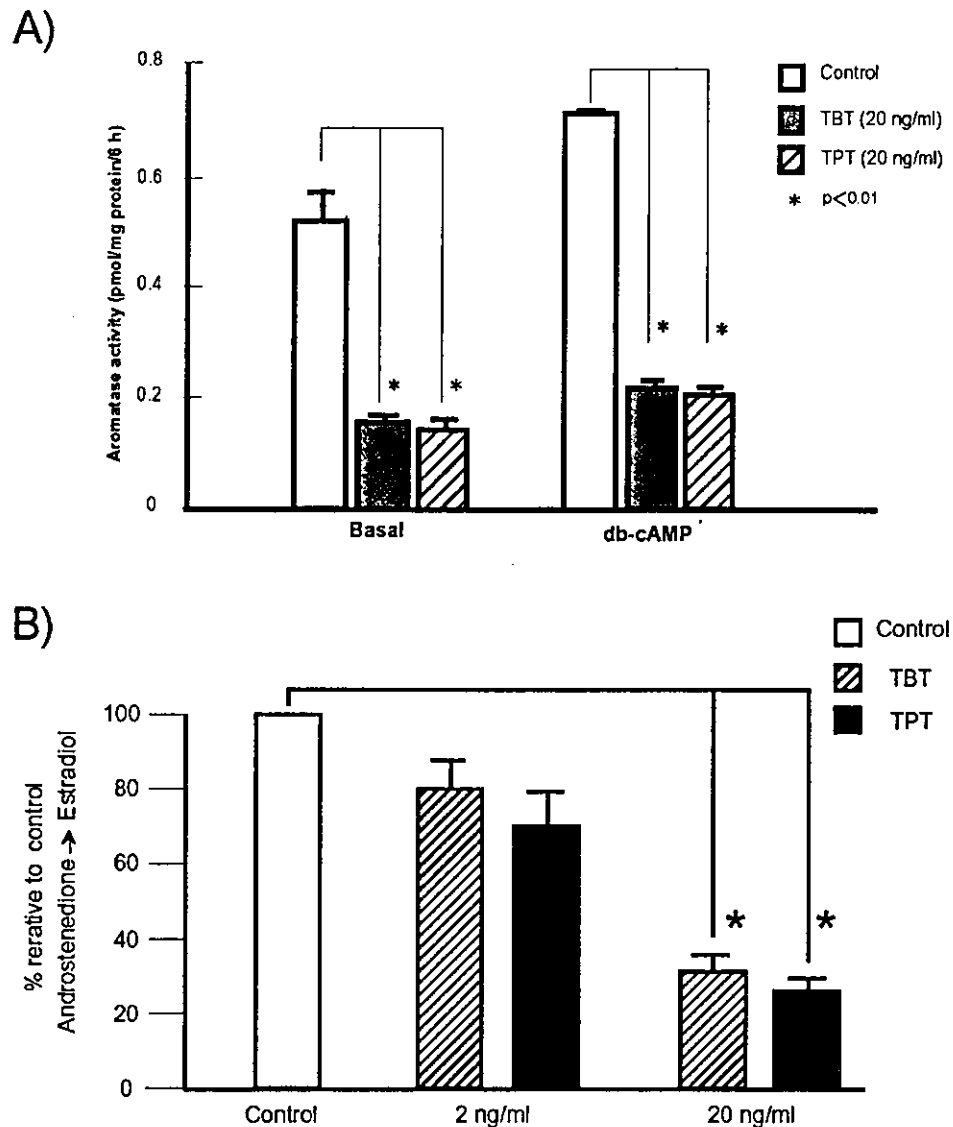 A)
Aromatase activity (pmol/mg protein/6 h)
0.8
0.6
0.4
0.2
0
Control
TBT (20 ng/ml)
TPT (20 ng/ml)
* p<0.01
* *
* *
Basal
db-cAMP
B)
Control
TBT
TPT
% rerative to control
Androstenedione → Estradiol
100
80
60
40
20
0
* *
Control
2 ng/ml
20 ng/ml